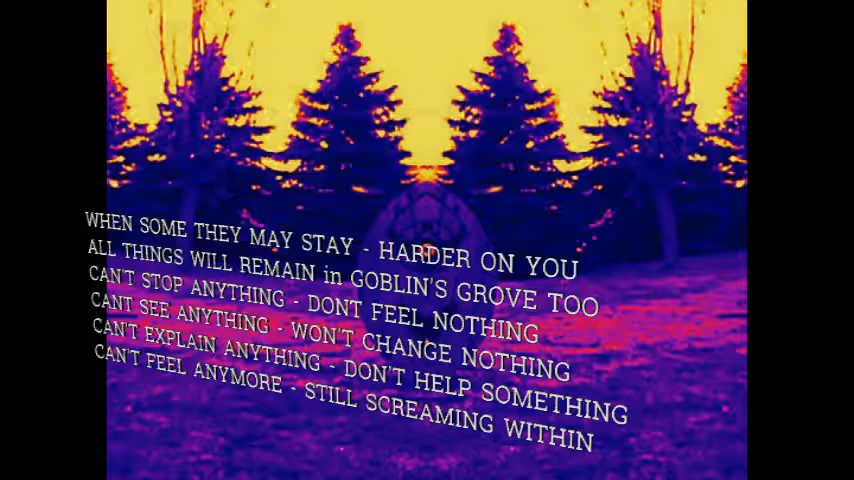 WHEN SOME THEY MAY STAY - HARDER ON YOU
ALL THINGS WILL REMAIN in GOBLIN'S GROVE TOO
CAN'T STOP ANYTHING - DONT FEEL NOTHING
CANT SEE ANYTHING - WON'T CHANGE NOTHING
CAN'T EXPLAIN ANYTHING - DON'T HELP SOMETHING
CAN'T FEEL ANYMORE - STILL SCREAMING WITHIN